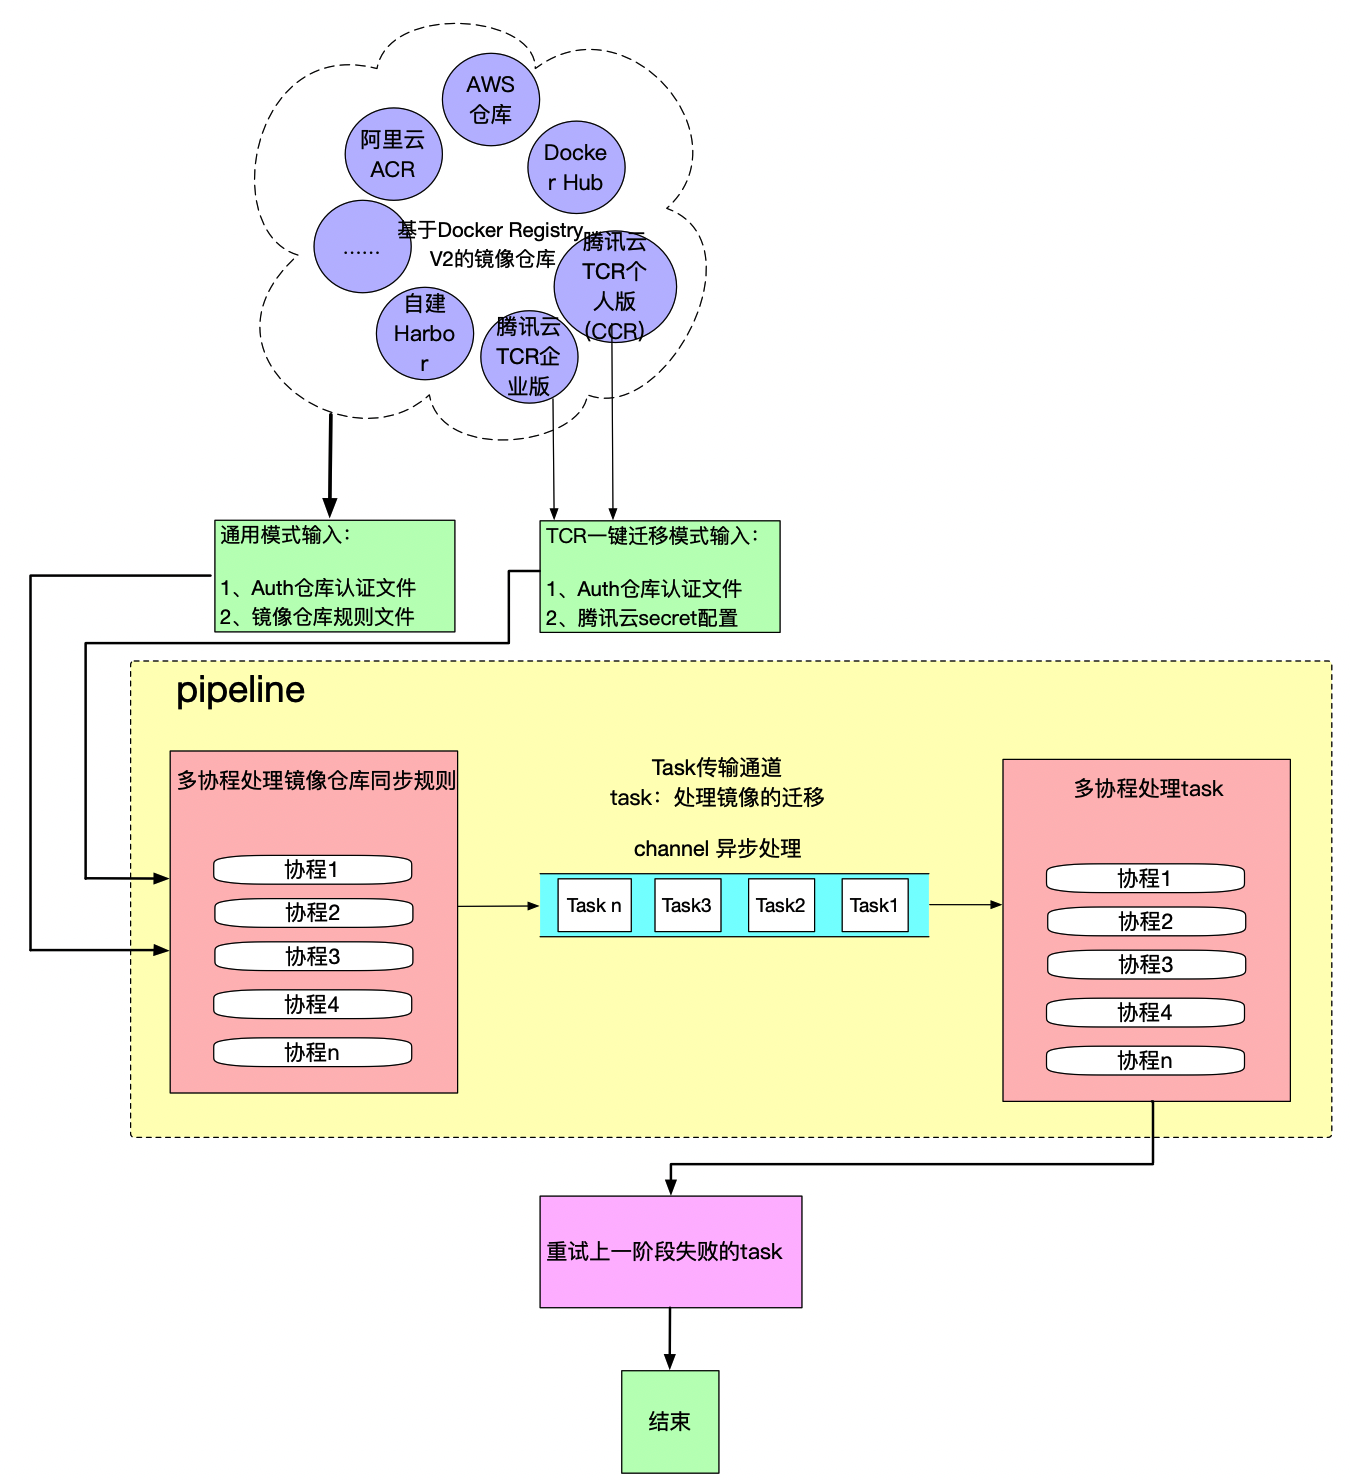 AWS
仓库
阿里云
ACR
Docke
r Hub
……
基于Docker Registry
V2的镜像仓库
腾讯云
TCR个
人版
(CCR)
自建
Harbo
r
腾讯云
TCR企
业版
通用模式输入：
1、Auth仓库认证文件
2、镜像仓库规则文件
TCR一键迁移模式输入：
1、Auth仓库认证文件
2、腾讯云secret配置
pipeline
多协程处理镜像仓库同步规则
协程1
协程2
协程3
协程4
协程n
Task传输通道
task：处理镜像的迁移
channel 异步处理
Task n
Task3
Task2
Task1
多协程处理task
协程1
协程2
协程3
协程4
协程n
重试上一阶段失败的task
结束